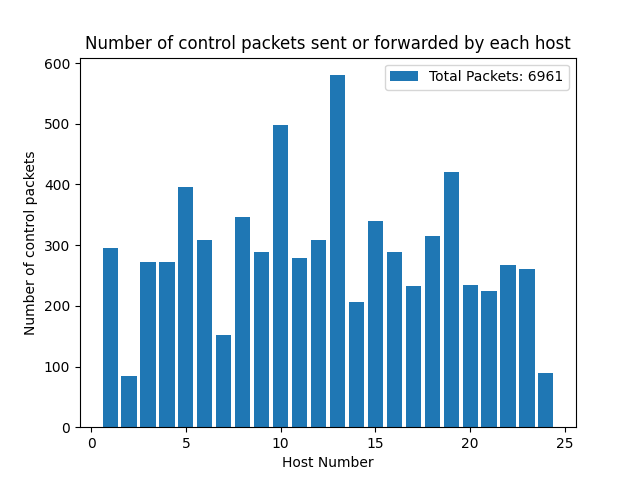 Number of control packets sent or forwarded by each host
Total Packets: 6961
Number of control packets
600
500
400
300
200
100
0
0 5 10 15 20 25
Host Number